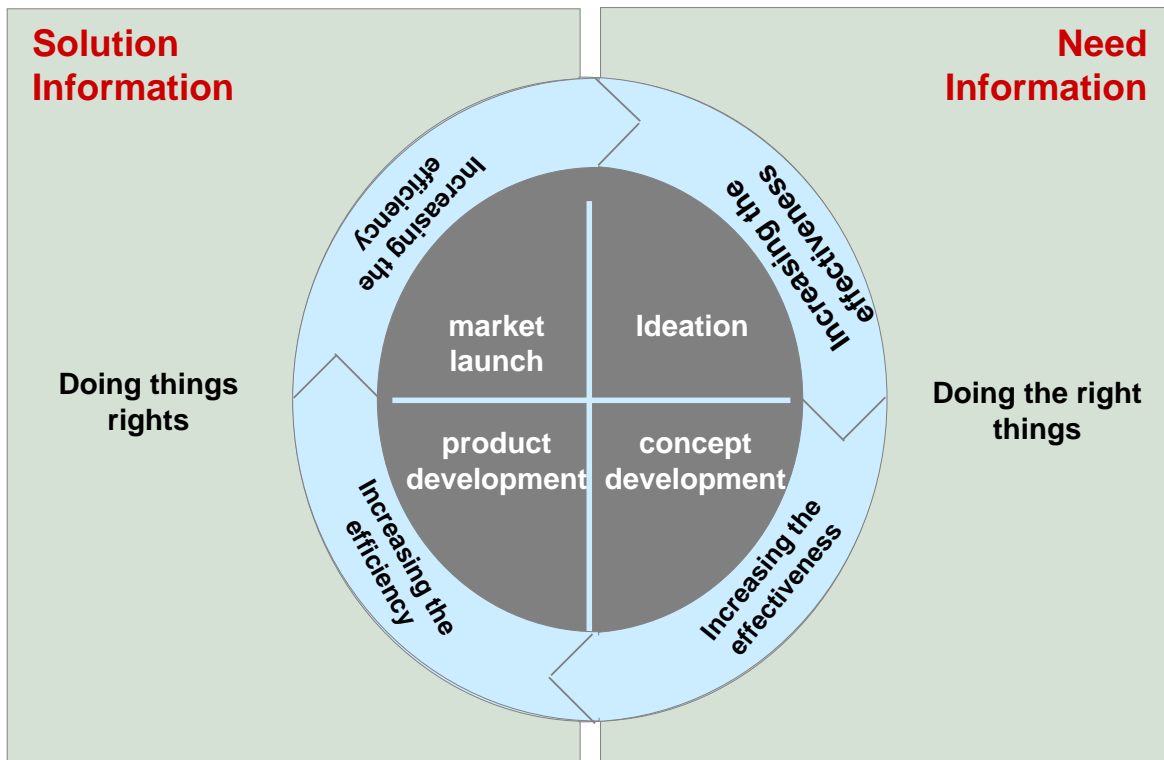 Solution
Information
Need
Information
Increasing the
efficiency
Increasing the
effectiveness
market
launch
Ideation
Doing things
rights
Doing the right
things
product
development
concept
development
Increasing the
efficiency
Increasing the
effectiveness